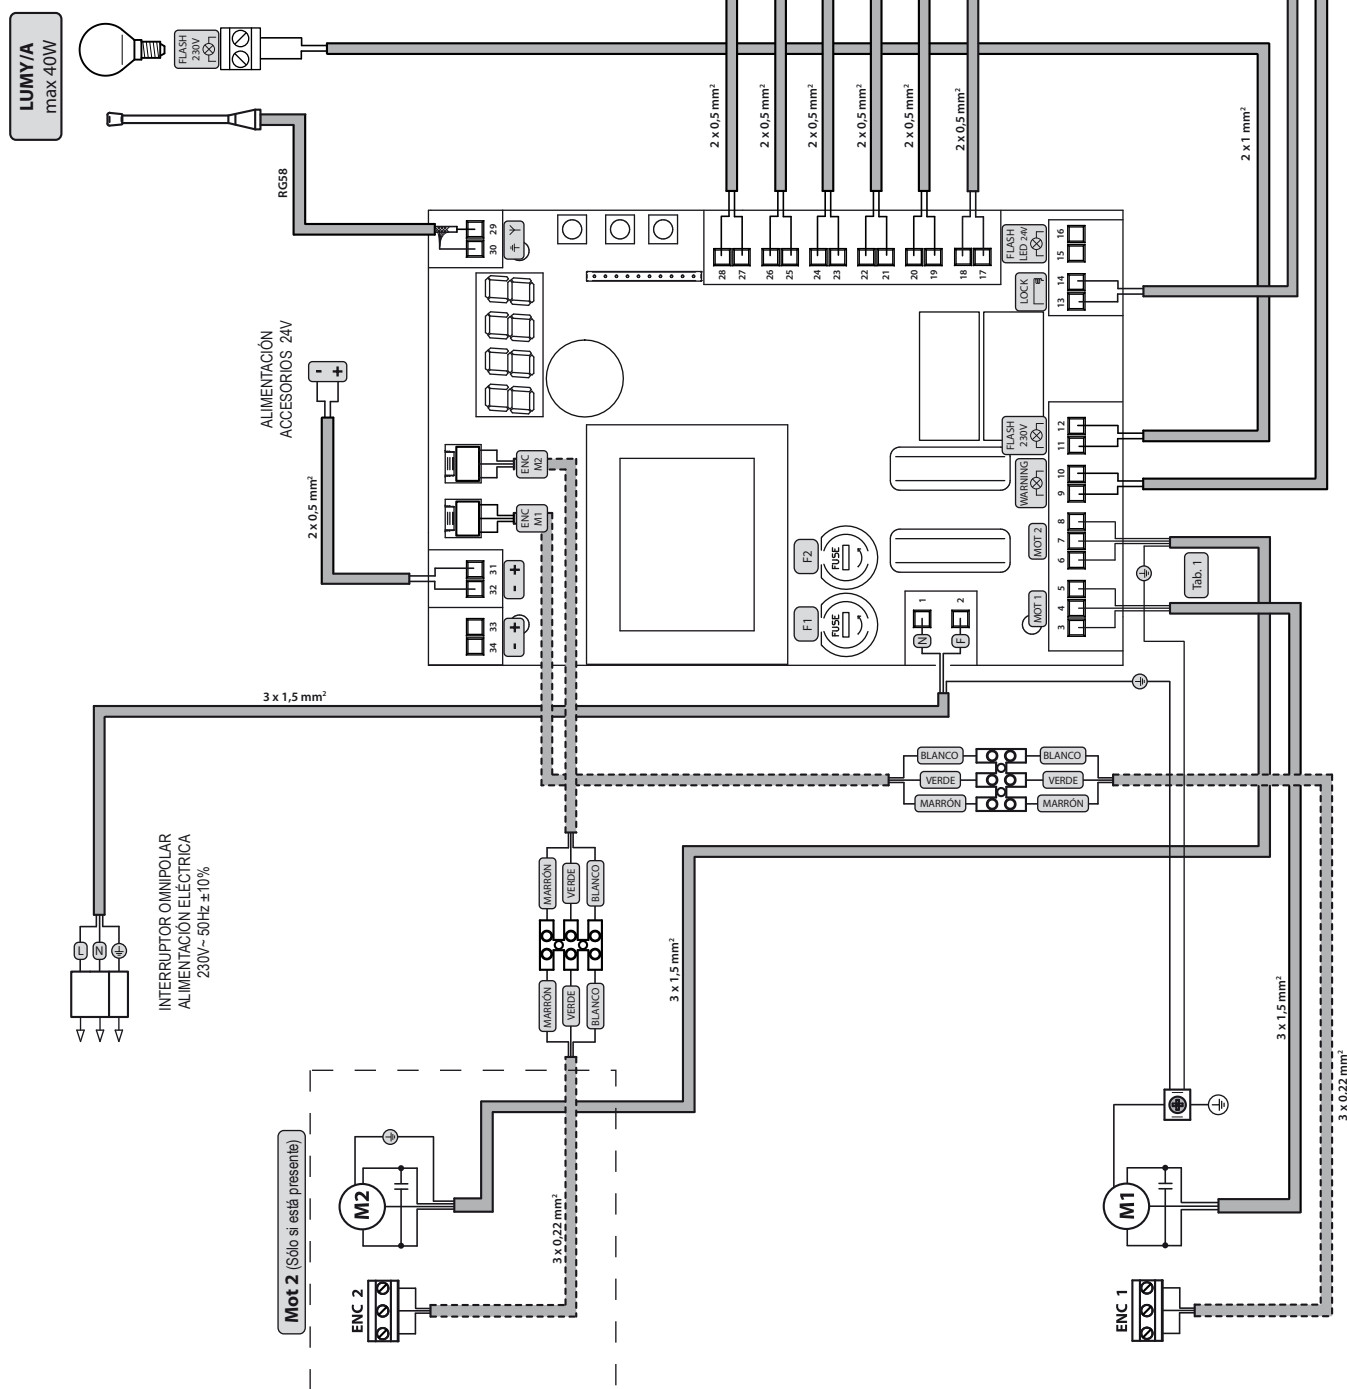 LUMY/A
max 40W
FLASH
230V
RG58
2 x 0,5 mm²
2 x 0,5 mm²
2 x 0,5 mm²
2 x 0,5 mm²
2 x 0,5 mm²
2 x 0,5 mm²
2 x 1 mm²
29
30
28
27
26
25
24
23
22
21
20
19
18
17
FLASH
LED 24V
16
15
LOCK
14
13
ALIMENTACIÓN
ACCESORIOS 24V
- +
2 x 0,5 mm²
ENC
M2
ENC
M1
31
32
- +
33
34
- +
FLASH
230V
12
11
WARNING
10
9
MOT 2
8
7
6
MOT 1
5
4
3
Tab. 1
F2
FUSE
F1
FUSE
1
2
N
F
3 x 1,5 mm²
BLANCO
BLANCO
VERDE
VERDE
MARRÓN
MARRÓN
INTERRUPTOR OMNIPOLAR
ALIMENTACIÓN ELÉCTRICA
230V~ 50Hz ±10%
L
N
MARRÓN
VERDE
BLANCO
MARRÓN
VERDE
BLANCO
3 x 1,5 mm²
3 x 1,5 mm²
3 x 0,22 mm²
3 x 0,22 mm²
Mot 2 (Sólo si está presente)
M2
ENC 2
M1
ENC 1